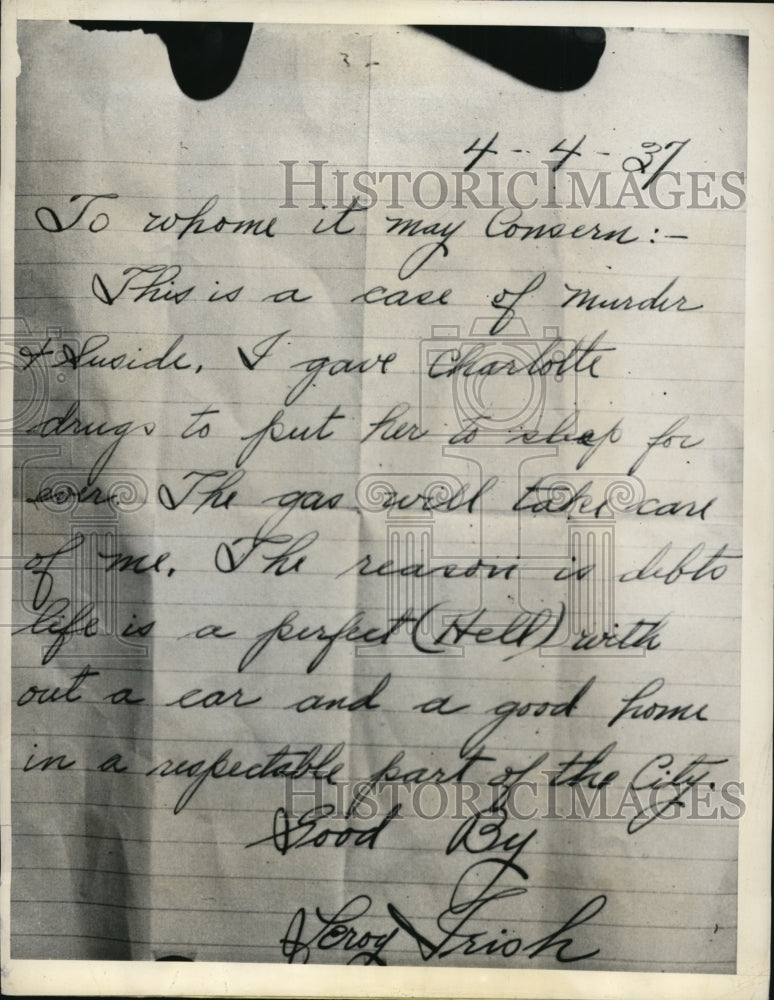 4-4-37
To whome it may Consern:-
This is a case of murder
& Suside. I gave Charlotte
drugs to put her to sleep for
ever. The gas will take care
of me. The reason is debts
life is a perfect (Hell) with
out a car and a good home
in a respectable part of the City.
Good By
Leroy Frish
HISTORICIMAGES
HISTORICIMAGES